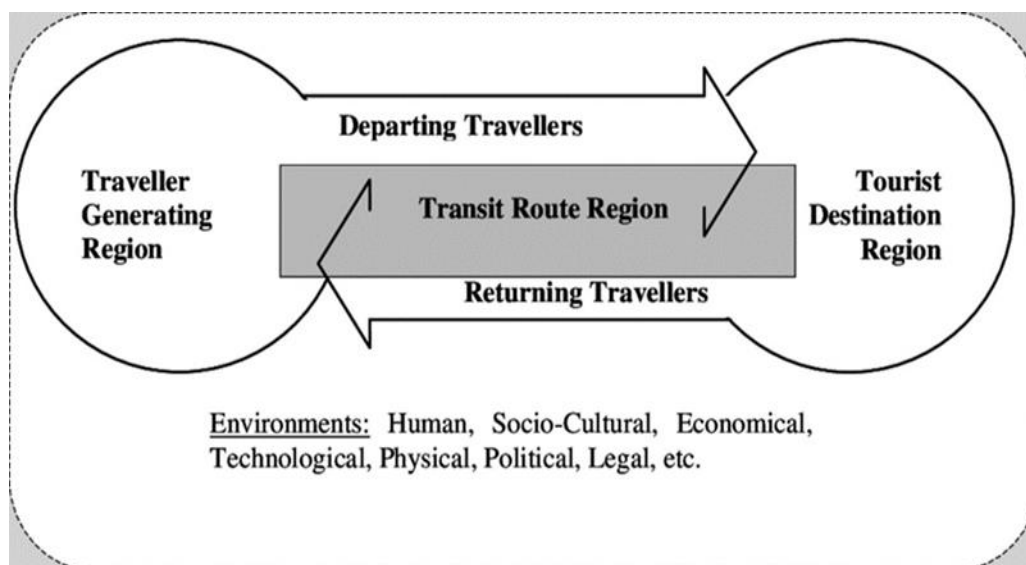 Departing Travellers
Traveller
Generating
Region
Transit Route Region
Tourist
Destination
Region
Returning Travellers
Environments: Human, Socio-Cultural, Economical,
Technological, Physical, Political, Legal, etc.